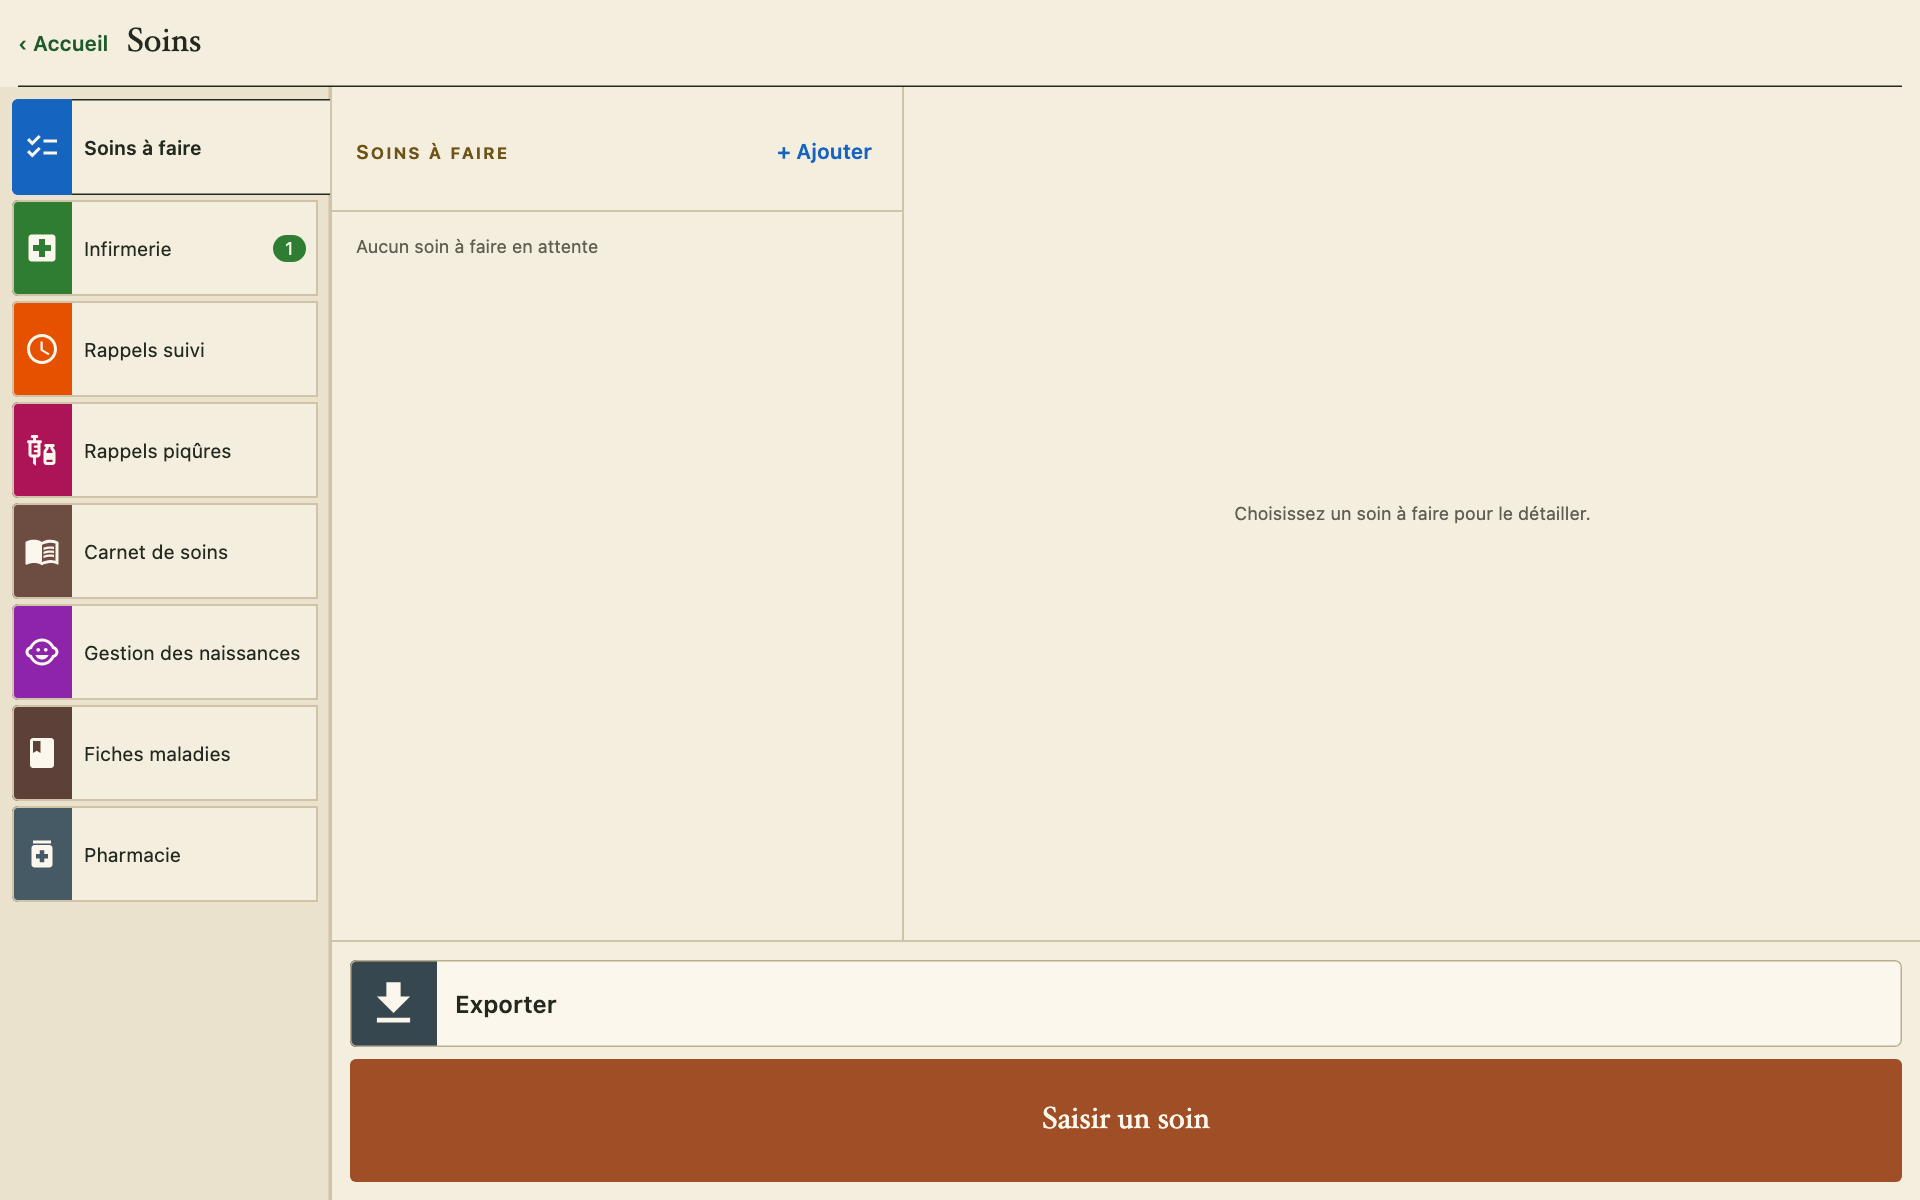 ‹ Accueil Soins
Soins à faire
Infirmerie 1
Rappels suivi
Rappels piqûres
Carnet de soins
Gestion des naissances
Fiches maladies
Pharmacie
SOINS À FAIRE + Ajouter
Aucun soin à faire en attente
Choisissez un soin à faire pour le détailler.
Exporter
Saisir un soin